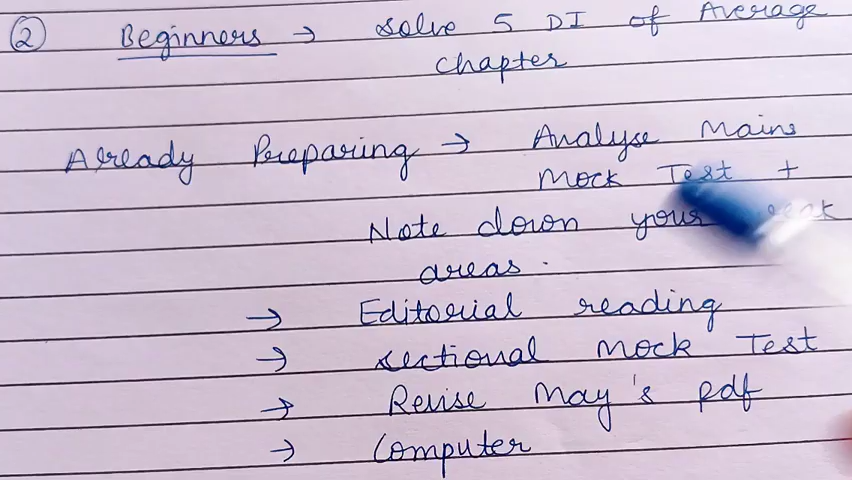 ② Beginners → Solve 5 DI of Average
chapter
Already Preparing → Analyse Mains
Mock Test +
Note down your
areas.
→ Editorial reading
→ sectional Mock Test
→ Revise May's pdf
→ Computer